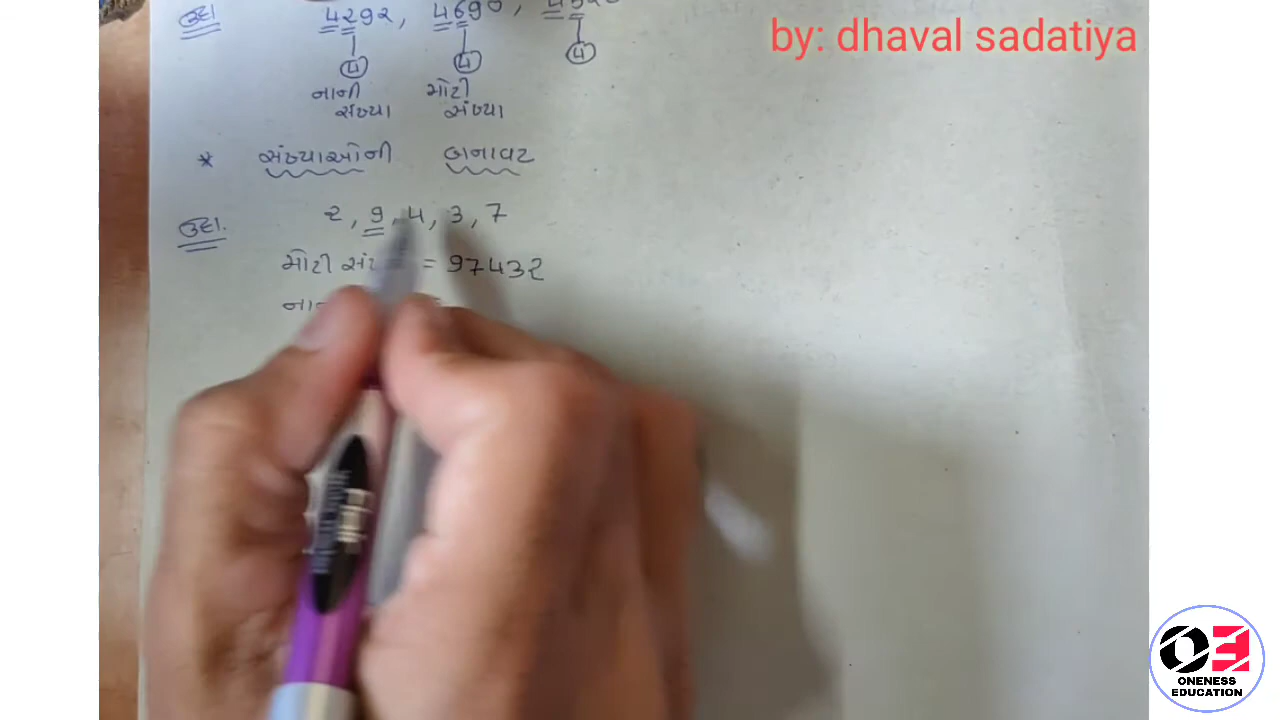 by: dhaval sadatiya
ઉદા
4292, 4690,
4 4 4
નાની મોટી
સંખ્યા સંખ્યા
* સંખ્યાઓની બનાવટ
ઉદા. 2, 9, 4, 3, 7
મોટી = 97432
ONENESS
EDUCATION